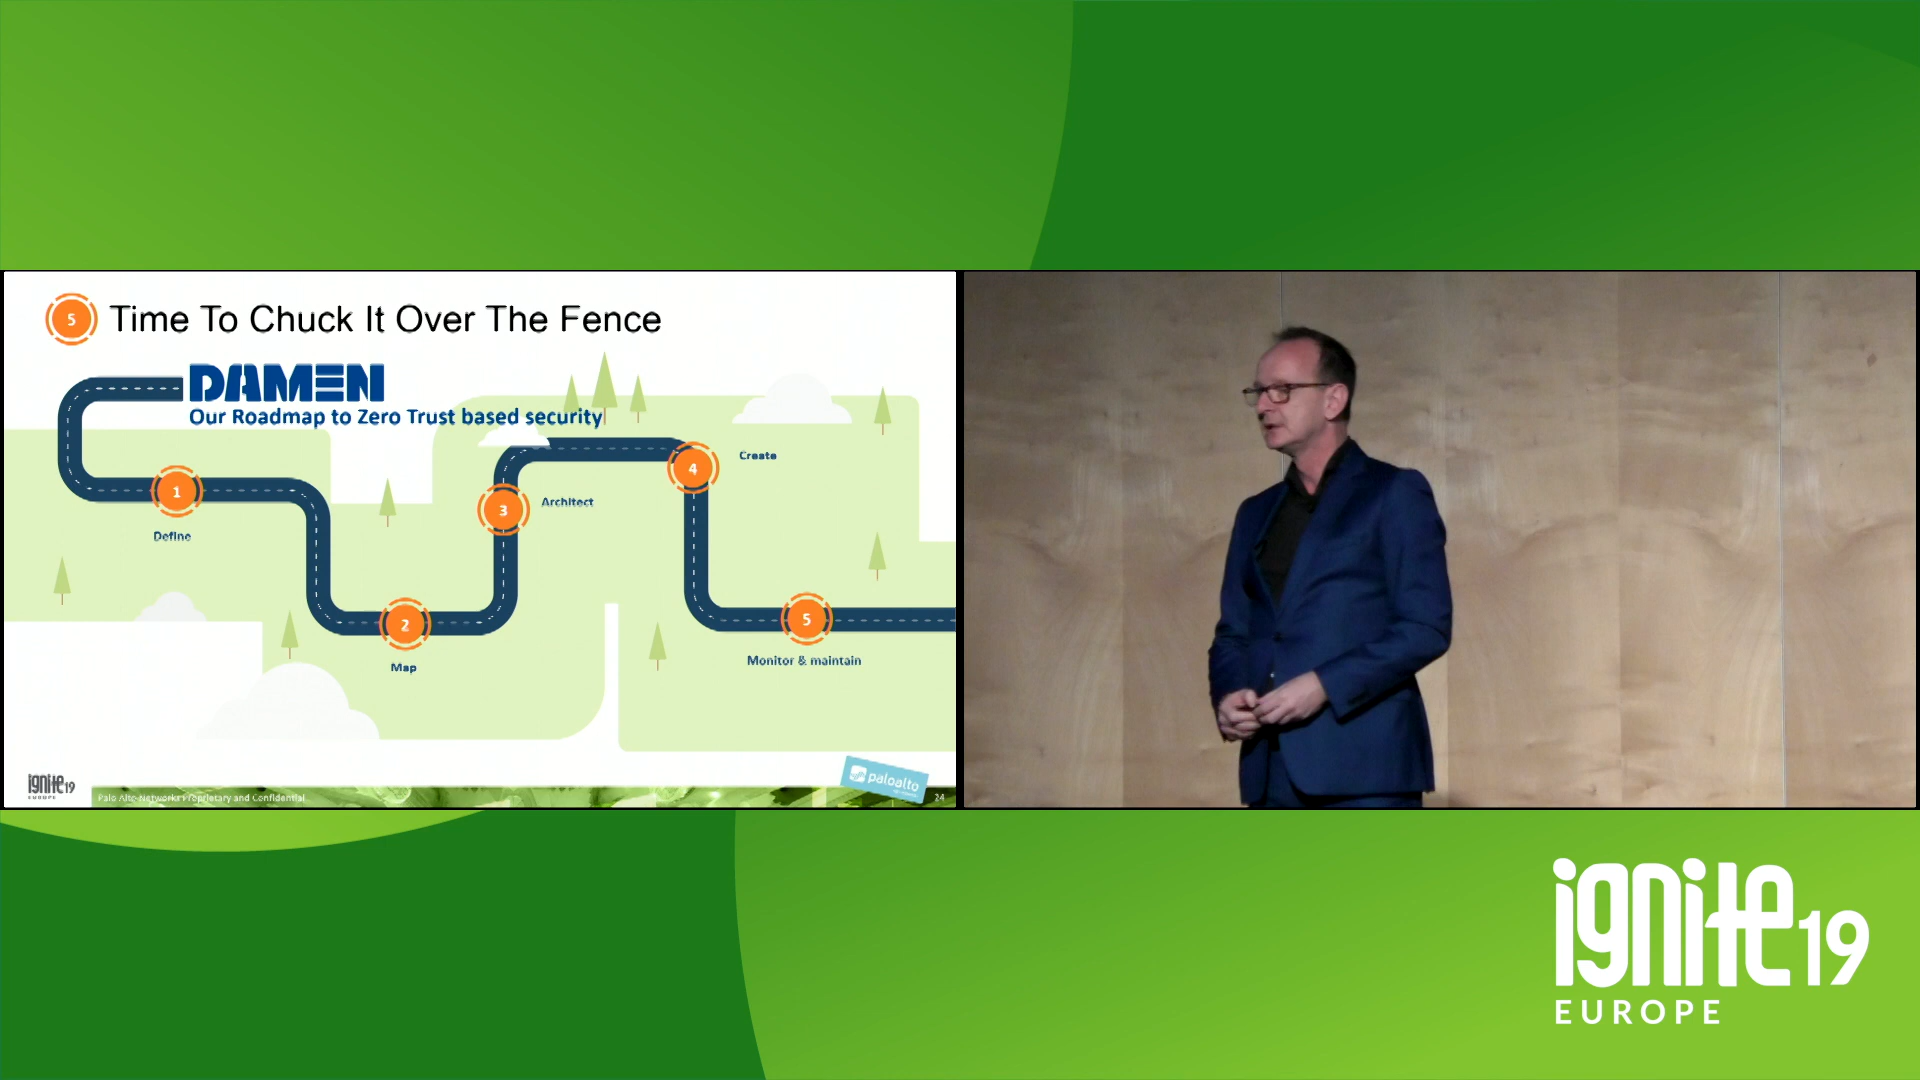 5 Time To Chuck It Over The Fence
DAMEN
Our Roadmap to Zero Trust based security
1
Define
2
Map
3
Architect
4
Create
5
Monitor & maintain
ignite19
EUROPE
Palo Alto Networks Proprietary and Confidential
paloalto
24
ignite19
EUROPE